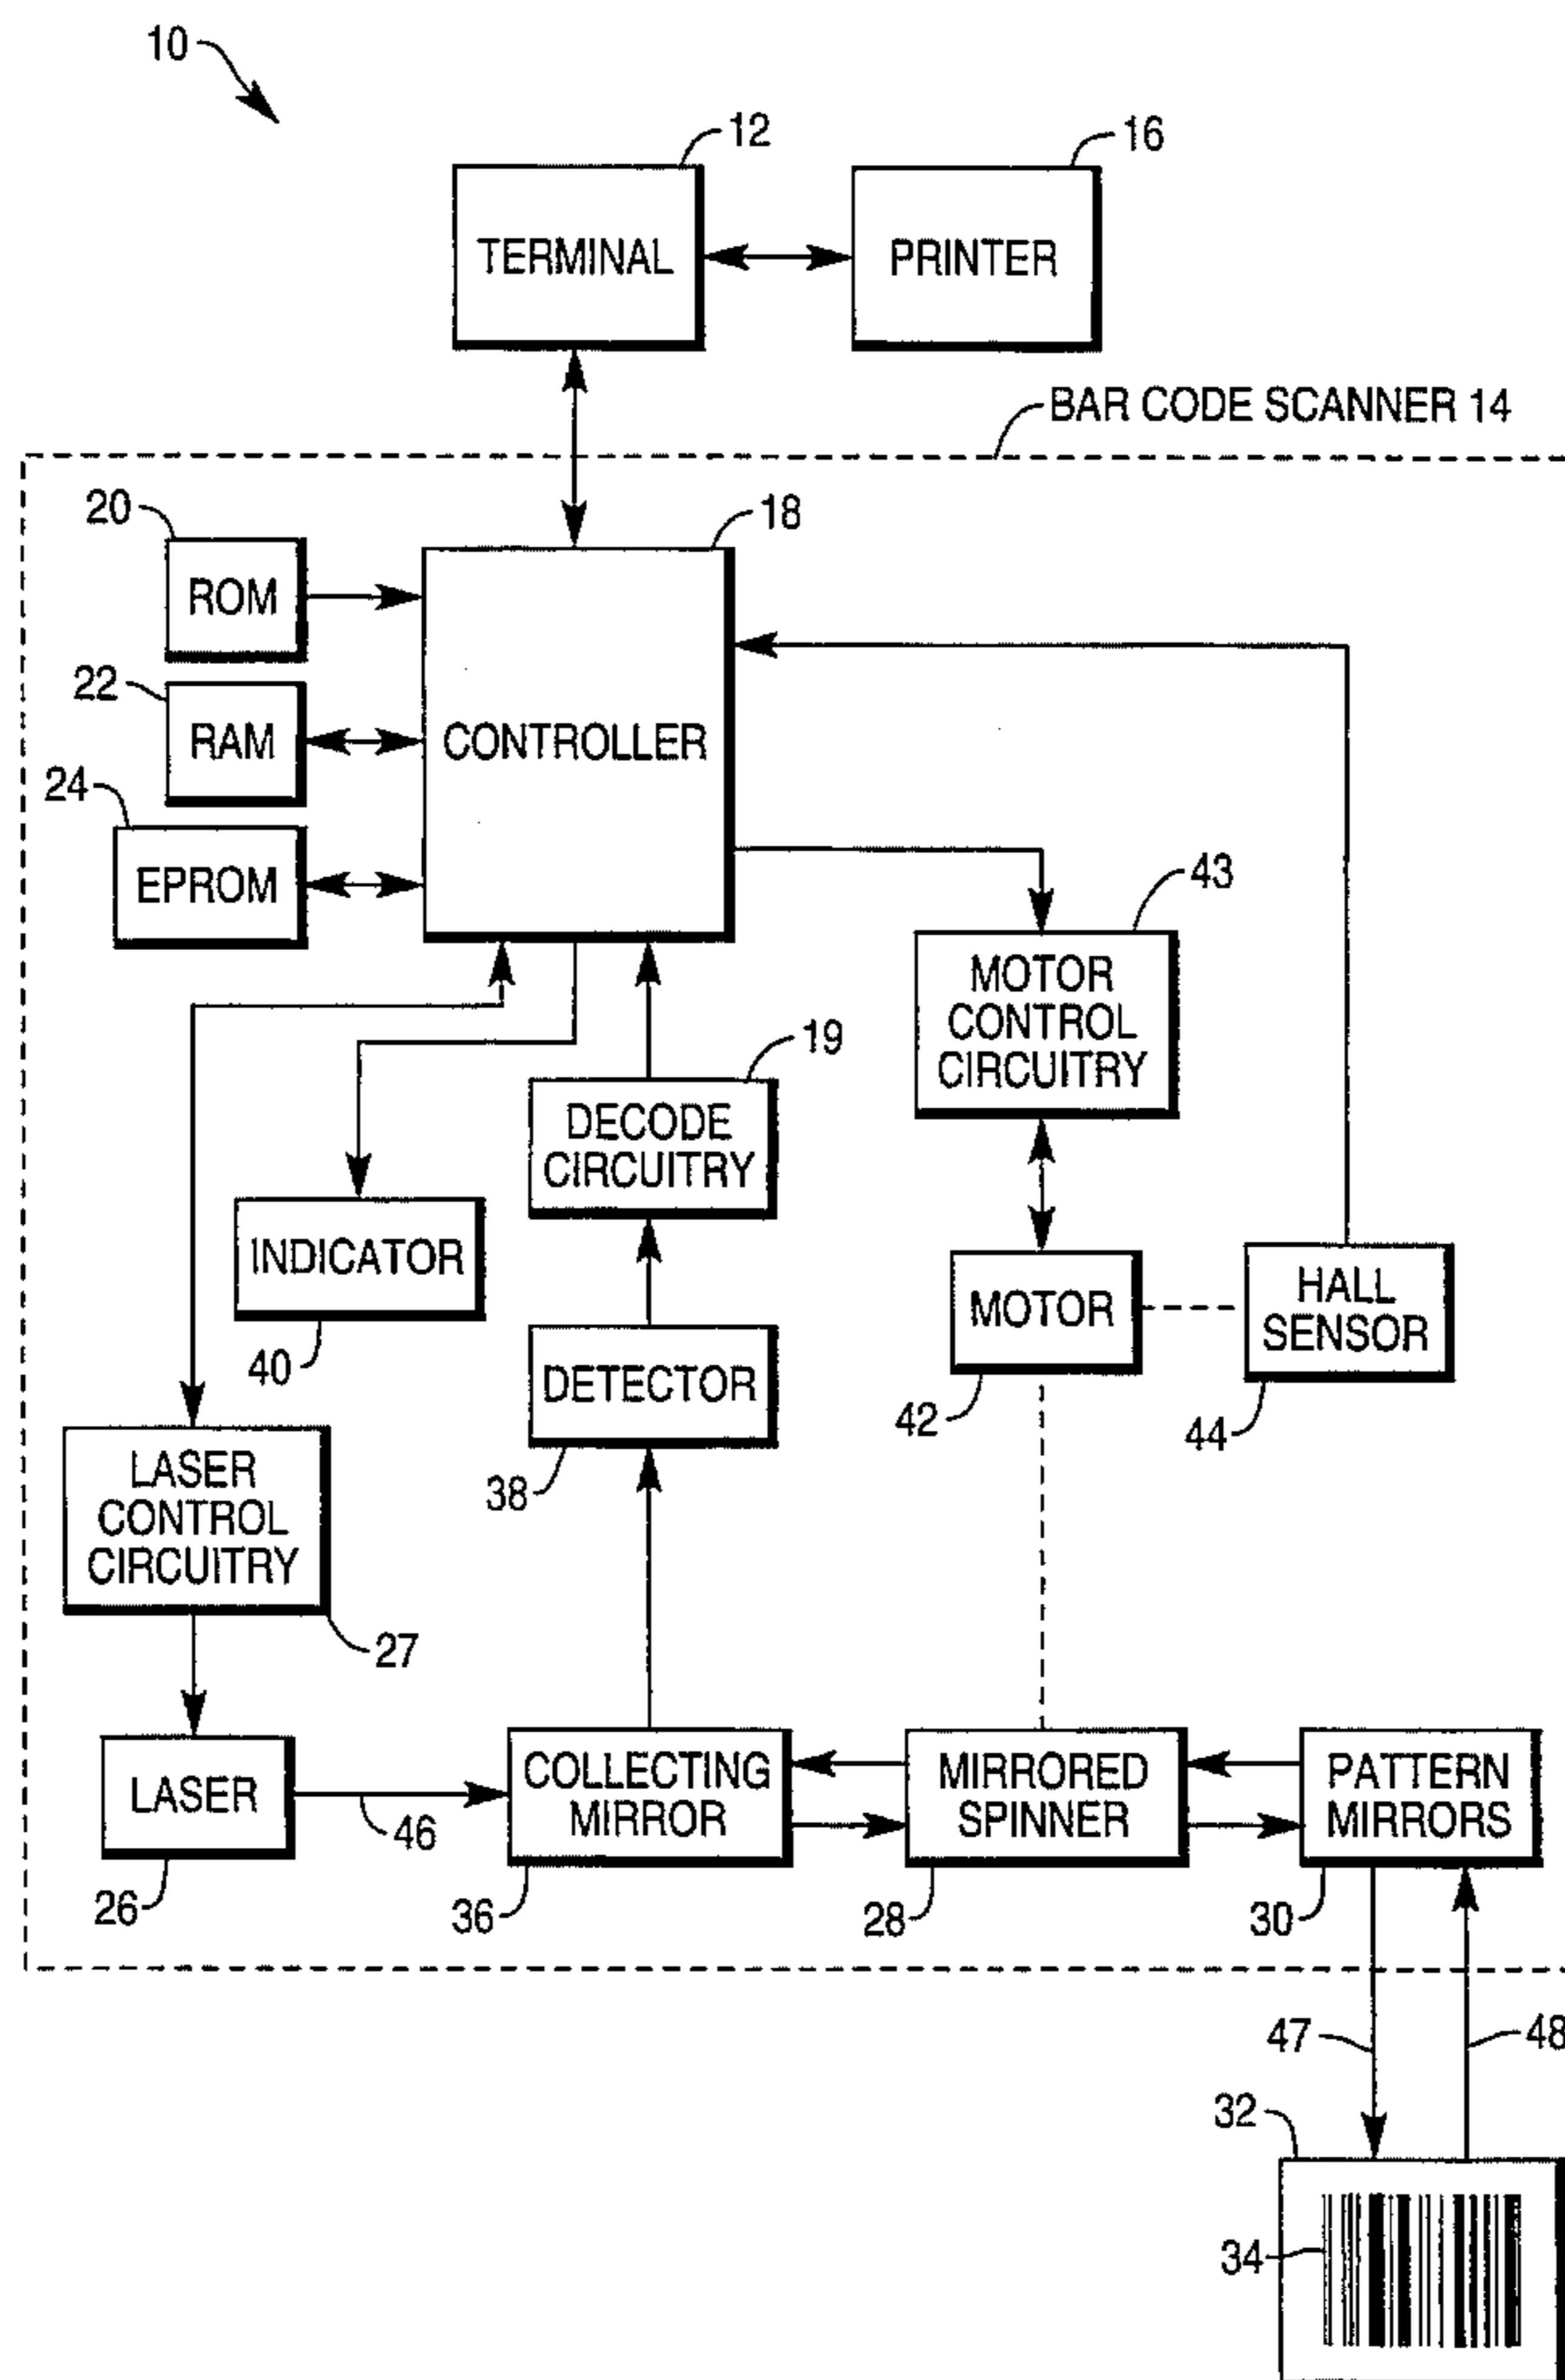 10
12
16
TERMINAL
PRINTER
BAR CODE SCANNER 14
20
18
ROM
22
RAM
CONTROLLER
24
EPROM
43
MOTOR
CONTROL
CIRCUITRY
19
DECODE
CIRCUITRY
INDICATOR
40
MOTOR
42
HALL
SENSOR
44
DETECTOR
38
LASER
CONTROL
CIRCUITRY
27
LASER
26
46
COLLECTING
MIRROR
36
MIRRORED
SPINNER
28
PATTERN
MIRRORS
30
47
48
32
34